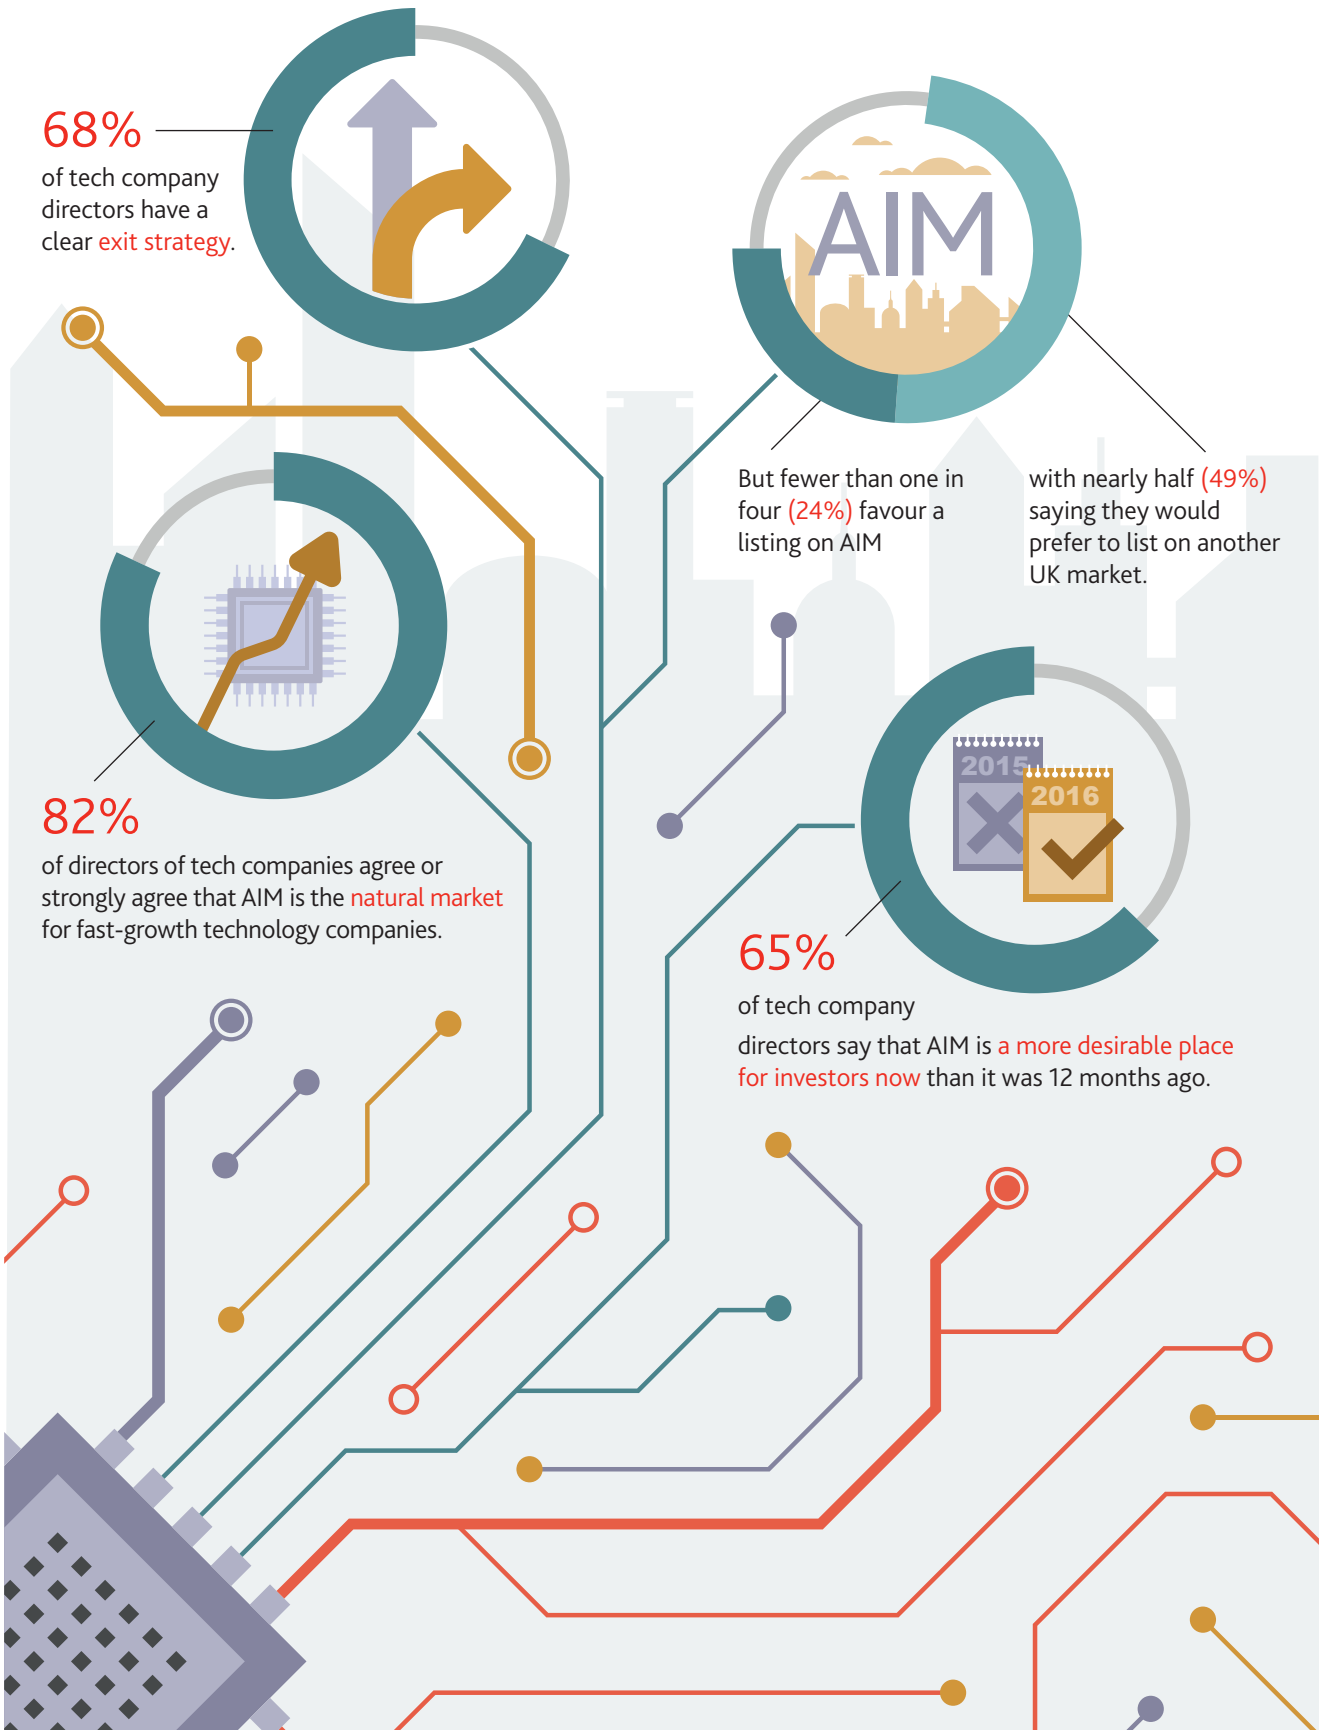 68%
of tech company
directors have a
clear exit strategy.
AIM
But fewer than one in
four (24%) favour a
listing on AIM
with nearly half (49%)
saying they would
prefer to list on another
UK market.
82%
of directors of tech companies agree or
strongly agree that AIM is the natural market
for fast-growth technology companies.
2015
2016
65%
of tech company
directors say that AIM is a more desirable place
for investors now than it was 12 months ago.